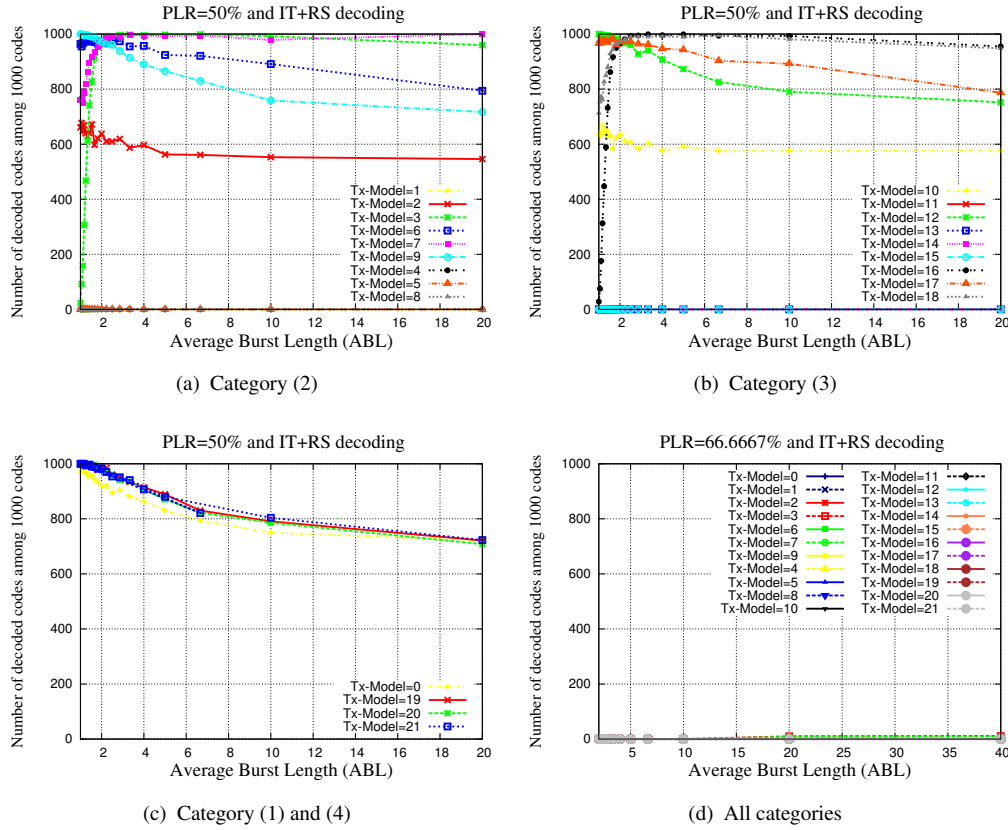 PLR=50% and IT+RS decoding
Number of decoded codes among 1000 codes
1000
800
600
400
200
0
Tx-Model=1
Tx-Model=2
Tx-Model=3
Tx-Model=6
Tx-Model=7
Tx-Model=9
Tx-Model=4
Tx-Model=5
Tx-Model=8
2 4 6 8 10 12 14 16 18 20
Average Burst Length (ABL)
(a) Category (2)
PLR=50% and IT+RS decoding
Number of decoded codes among 1000 codes
1000
800
600
400
200
0
Tx-Model=10
Tx-Model=11
Tx-Model=12
Tx-Model=13
Tx-Model=14
Tx-Model=15
Tx-Model=16
Tx-Model=17
Tx-Model=18
2 4 6 8 10 12 14 16 18 20
Average Burst Length (ABL)
(b) Category (3)
PLR=50% and IT+RS decoding
Number of decoded codes among 1000 codes
1000
800
600
400
200
0
Tx-Model=0
Tx-Model=19
Tx-Model=20
Tx-Model=21
2 4 6 8 10 12 14 16 18 20
Average Burst Length (ABL)
(c) Category (1) and (4)
PLR=66.6667% and IT+RS decoding
Number of decoded codes among 1000 codes
1000
800
600
400
200
0
Tx-Model=0
Tx-Model=1
Tx-Model=2
Tx-Model=3
Tx-Model=6
Tx-Model=7
Tx-Model=9
Tx-Model=4
Tx-Model=5
Tx-Model=8
Tx-Model=10
Tx-Model=11
Tx-Model=12
Tx-Model=13
Tx-Model=14
Tx-Model=15
Tx-Model=16
Tx-Model=17
Tx-Model=18
Tx-Model=19
Tx-Model=20
Tx-Model=21
5 10 15 20 25 30 35 40
Average Burst Length (ABL)
(d) All categories